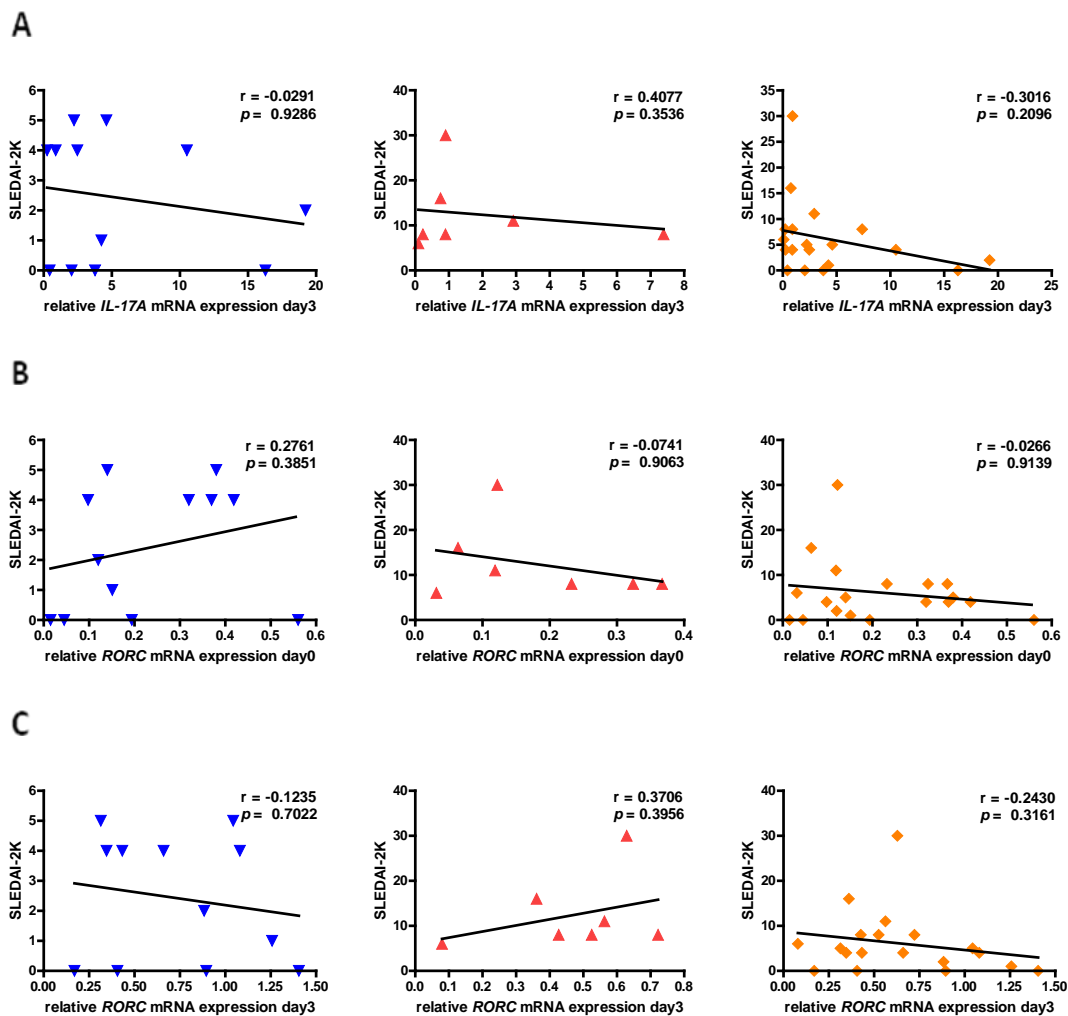 A
r = -0.0291
p = 0.9286
SLEDAI-2K
6
5
4
3
2
1
0
0 5 10 15 20
relative IL-17A mRNA expression day3
r = 0.4077
p = 0.3536
SLEDAI-2K
40
30
20
10
0
0 1 2 3 4 5 6 7 8
relative IL-17A mRNA expression day3
r = -0.3016
p = 0.2096
SLEDAI-2K
35
30
25
20
15
10
5
0
0 5 10 15 20 25
relative IL-17A mRNA expression day3
B
r = 0.2761
p = 0.3851
SLEDAI-2K
6
5
4
3
2
1
0
0.0 0.1 0.2 0.3 0.4 0.5 0.6
relative RORC mRNA expression day0
r = -0.0741
p = 0.9063
SLEDAI-2K
40
30
20
10
0
0.0 0.1 0.2 0.3 0.4
relative RORC mRNA expression day0
r = -0.0266
p = 0.9139
SLEDAI-2K
40
30
20
10
0
0.0 0.1 0.2 0.3 0.4 0.5 0.6
relative RORC mRNA expression day0
C
r = -0.1235
p = 0.7022
SLEDAI-2K
6
5
4
3
2
1
0
0.00 0.25 0.50 0.75 1.00 1.25 1.50
relative RORC mRNA expression day3
r = 0.3706
p = 0.3956
SLEDAI-2K
40
30
20
10
0
0.0 0.1 0.2 0.3 0.4 0.5 0.6 0.7 0.8
relative RORC mRNA expression day3
r = -0.2430
p = 0.3161
SLEDAI-2K
40
30
20
10
0
0.00 0.25 0.50 0.75 1.00 1.25 1.50
relative RORC mRNA expression day3